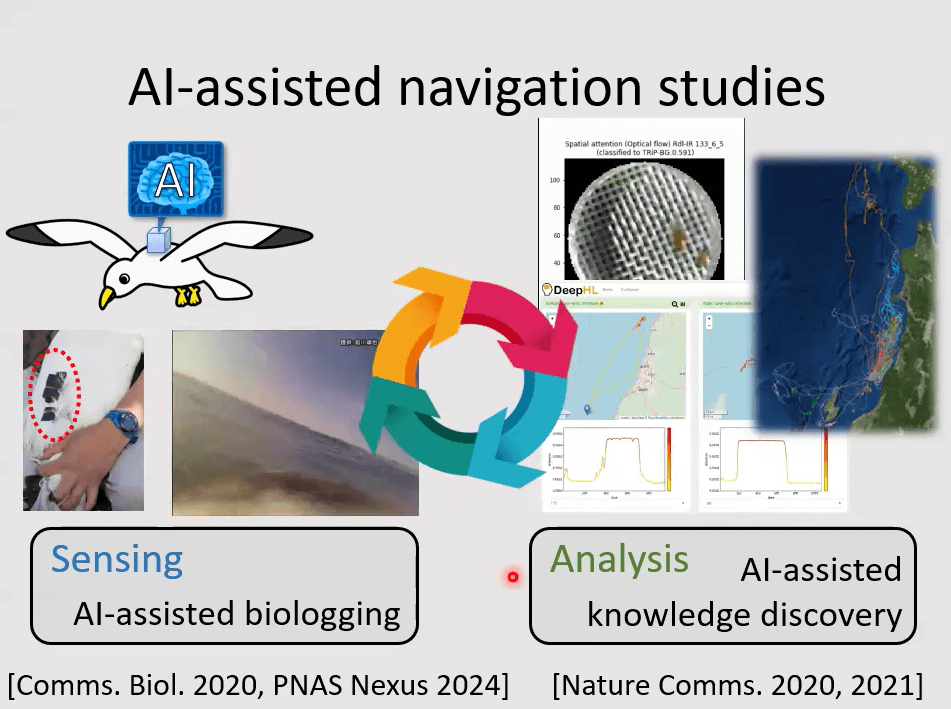 AI-assisted navigation studies
AI
Spatial attention (Optical flow) Rdl-IR 133_6_5
(classified to TRiP-BG.0.591)
100
80
60
40
DeepHL
Sensing
AI-assisted biologging
Analysis
AI-assisted
knowledge discovery
[Comms. Biol. 2020, PNAS Nexus 2024]
[Nature Comms. 2020, 2021]